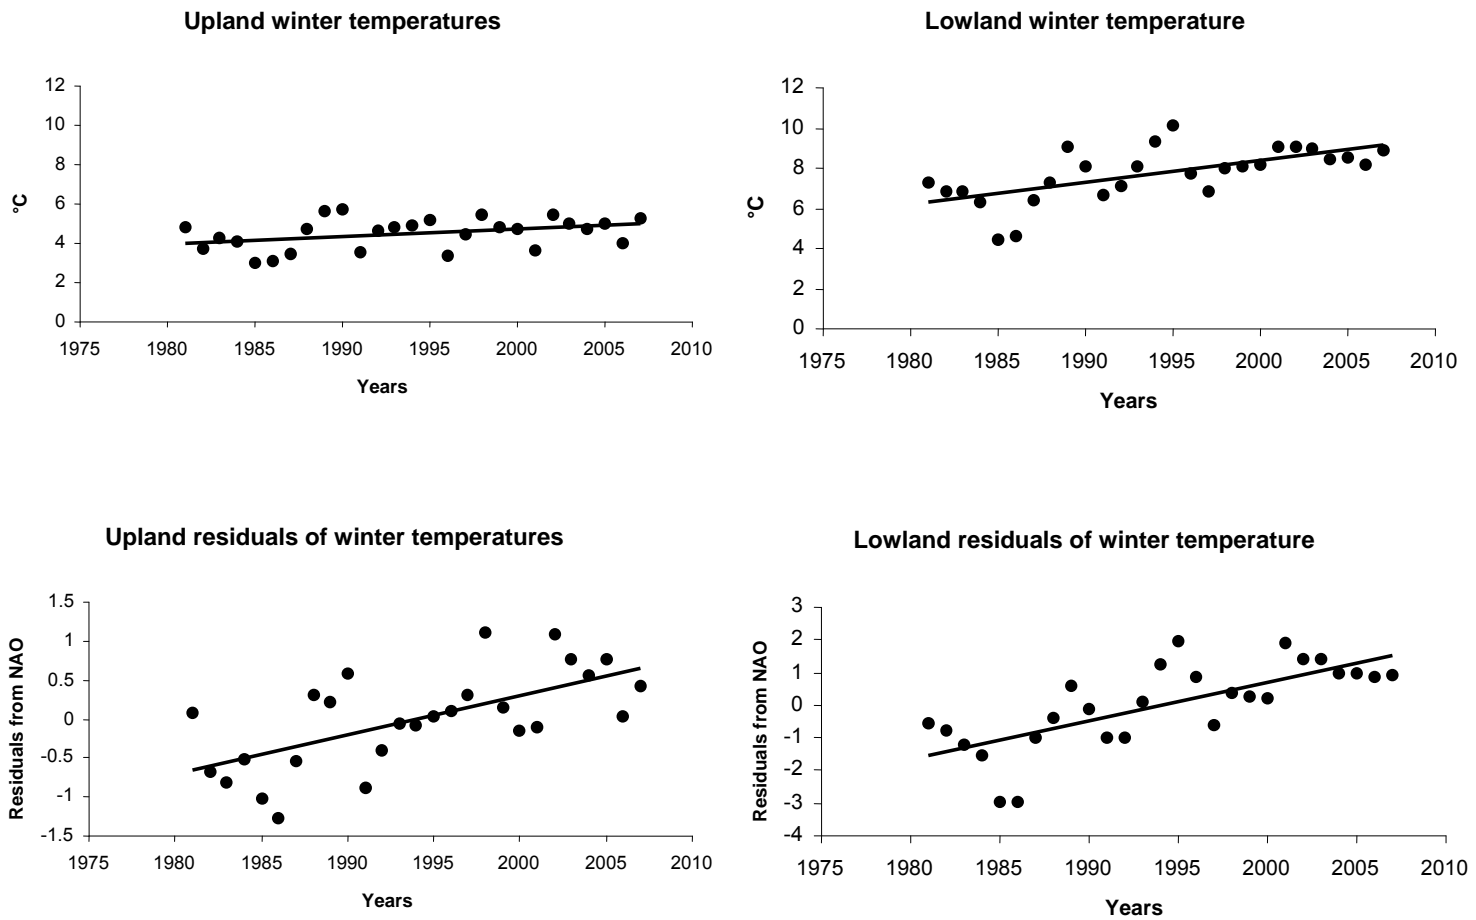 Upland winter temperatures
12
10
8
6
4
2
0
°C
1975 1980 1985 1990 1995 2000 2005 2010
Years
Lowland winter temperature
12
10
8
6
4
2
0
°C
1975 1980 1985 1990 1995 2000 2005 2010
Years
Upland residuals of winter temperatures
1.5
1
0.5
0
-0.5
-1
-1.5
Residuals from NAO
1975 1980 1985 1990 1995 2000 2005 2010
Years
Lowland residuals of winter temperature
3
2
1
0
-1
-2
-3
-4
Residuals from NAO
1975 1980 1985 1990 1995 2000 2005 2010
Years